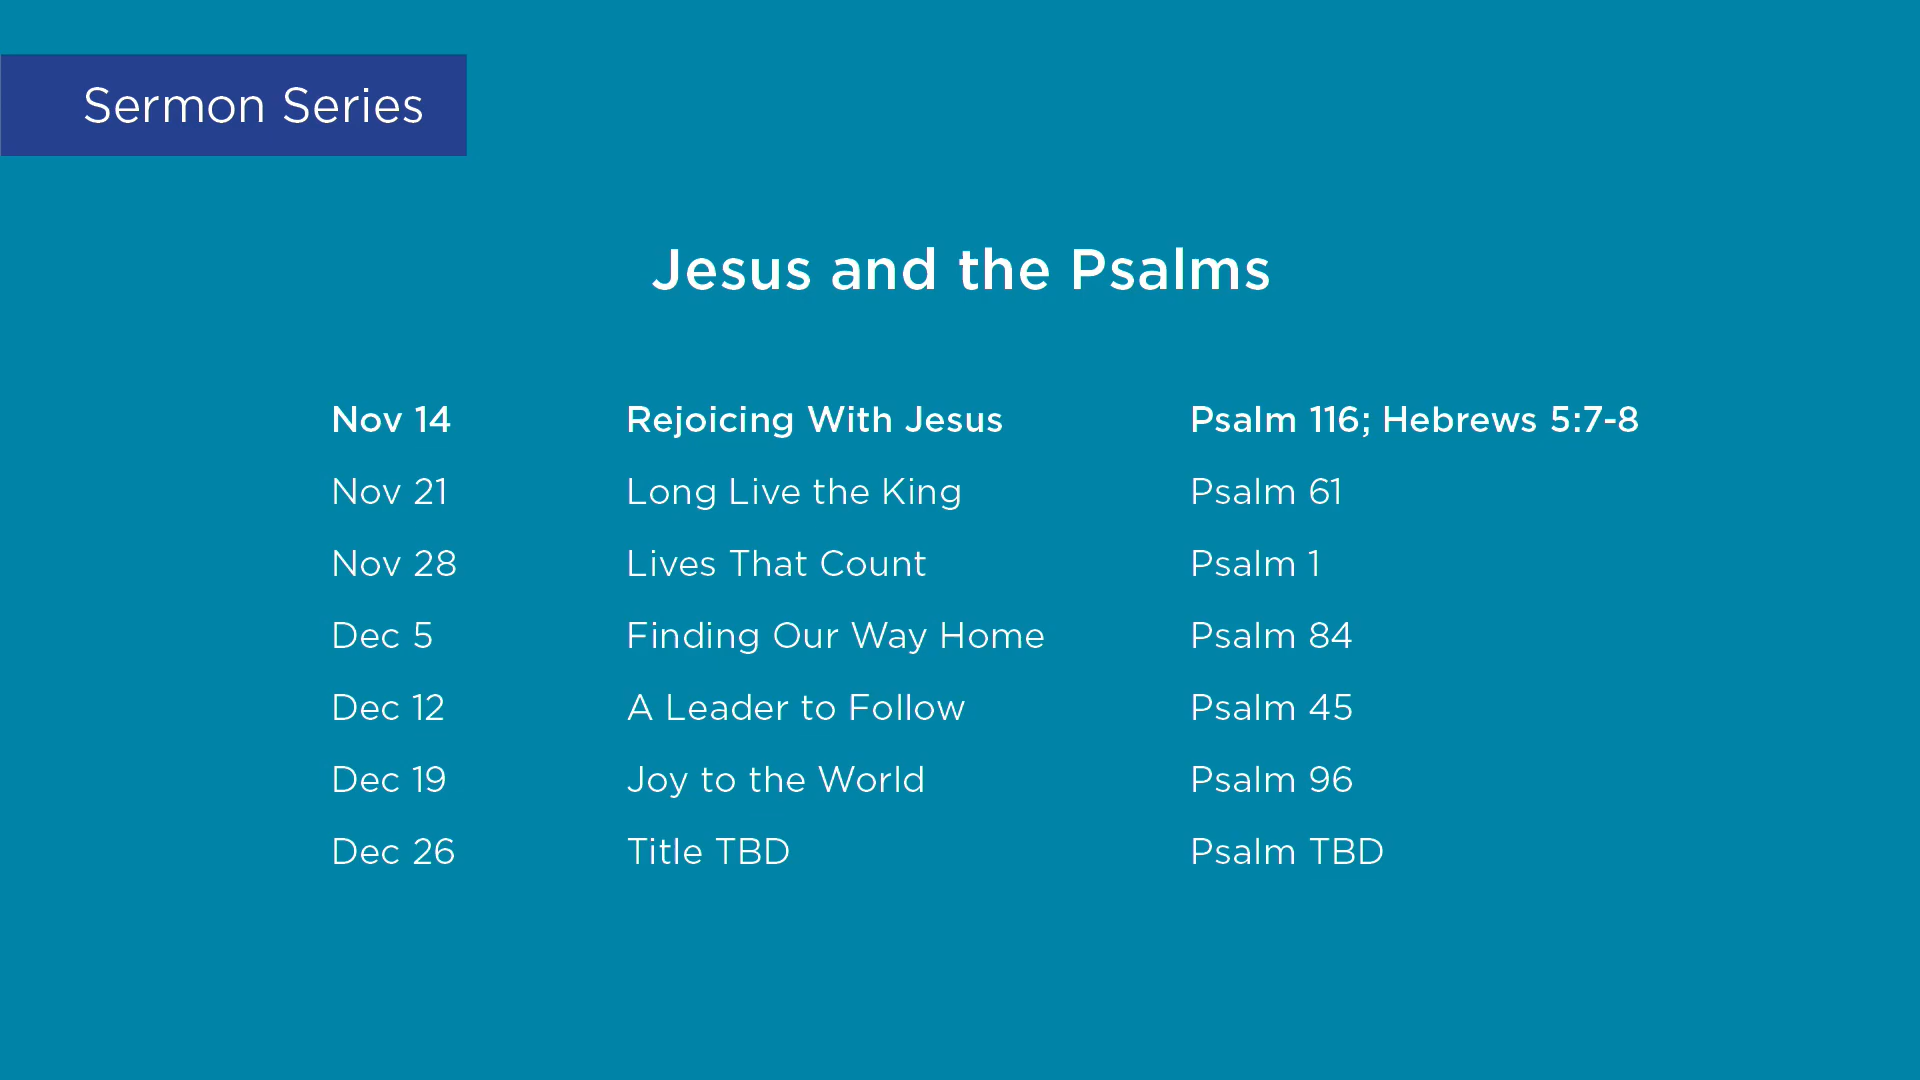 Sermon Series
Jesus and the Psalms
Nov 14 Rejoicing With Jesus Psalm 116; Hebrews 5:7-8
Nov 21 Long Live the King Psalm 61
Nov 28 Lives That Count Psalm 1
Dec 5 Finding Our Way Home Psalm 84
Dec 12 A Leader to Follow Psalm 45
Dec 19 Joy to the World Psalm 96
Dec 26 Title TBD Psalm TBD